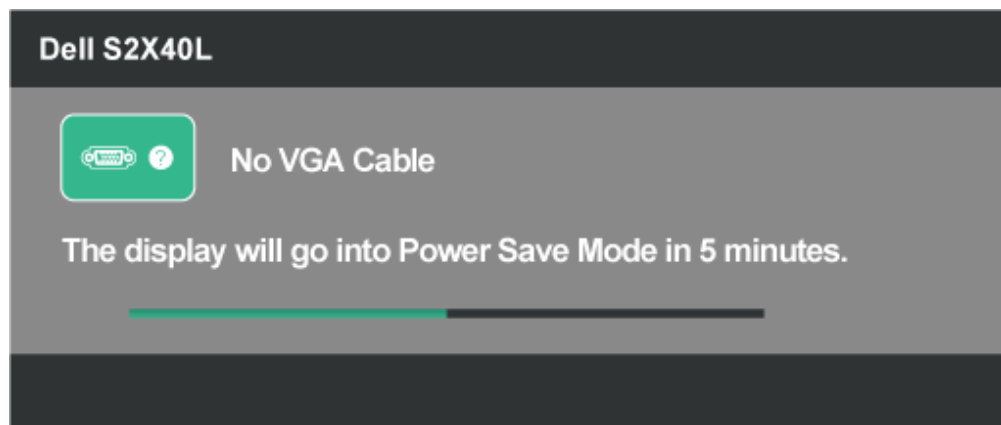 Dell S2X40L
No VGA Cable
The display will go into Power Save Mode in 5 minutes.